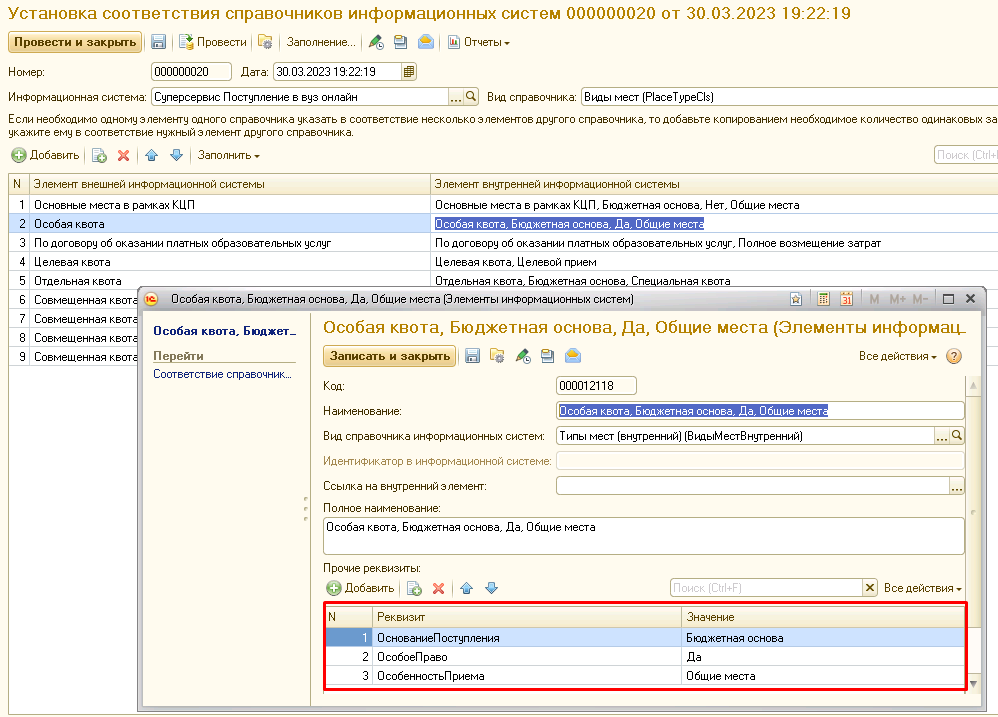 Установка соответствия справочников информационных систем 000000020 от 30.03.2023 19:22:19
Провести и закрыть Провести Заполнение... Отчеты
Номер: 000000020 Дата: 30.03.2023 19:22:19
Информационная система: Суперсервис Поступление в вуз онлайн ... Вид справочника: Виды мест (PlaceTypeCls)
Если необходимо одному элементу одного справочника указать в соответствие несколько элементов другого справочника, то добавьте копированием необходимое количество одинаковых за
укажите ему в соответствие нужный элемент другого справочника.
Добавить Заполнить Поиск (Ctrl+F
N Элемент внешней информационной системы Элемент внутренней информационной системы
1 Основные места в рамках КЦП Основные места в рамках КЦП, Бюджетная основа, Нет, Общие места
2 Особая квота Особая квота, Бюджетная основа, Да, Общие места
3 По договору об оказании платных образовательных услуг По договору об оказании платных образовательных услуг, Полное возмещение затрат
4 Целевая квота Целевая квота, Целевой прием
5 Отдельная квота Отдельная квота, Бюджетная основа, Специальная квота
6 Совмещенная квота
7 Совмещенная квота
8 Совмещенная квота
9 Совмещенная квота
1С Особая квота, Бюджетная основа, Да, Общие места (Элементы информационных систем) 31 M M+ M-
Особая квота, Бюджет...
Перейти
Соответствие справочник...
Особая квота, Бюджетная основа, Да, Общие места (Элементы информац...
Записать и закрыть Все действия ?
Код: 000012118
Наименование: Особая квота, Бюджетная основа, Да, Общие места
Вид справочника информационных систем: Типы мест (внутренний) (ВидыМестВнутренний) ...
Идентификатор в информационной системе:
Ссылка на внутренний элемент: ...
Полное наименование:
Особая квота, Бюджетная основа, Да, Общие места
Прочие реквизиты:
Добавить Поиск (Ctrl+F) Все действия
N Реквизит Значение
1 ОснованиеПоступления Бюджетная основа
2 ОсобоеПраво Да
3 ОсобенностьПриема Общие места